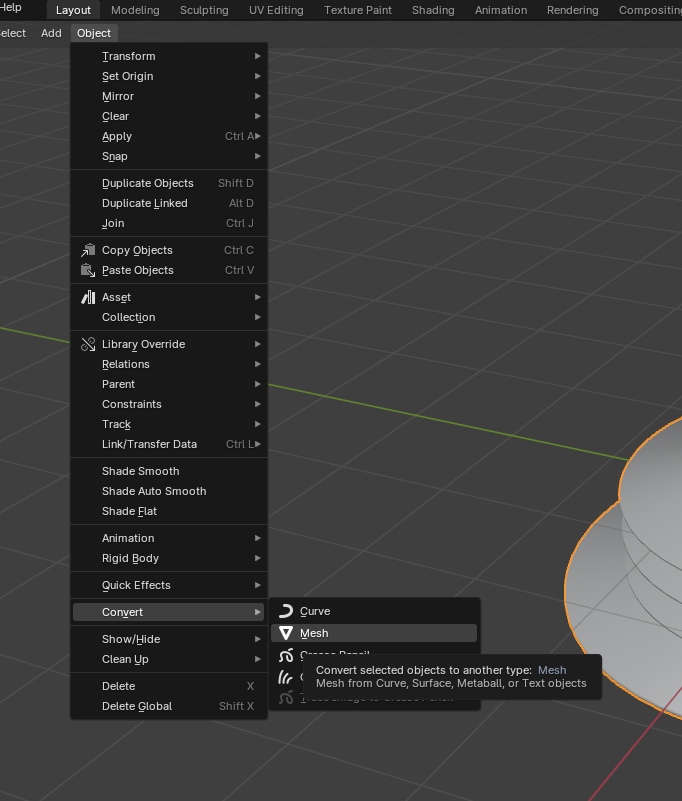 Help Layout Modeling Sculpting UV Editing Texture Paint Shading Animation Rendering Compositing
elect Add Object
Transform
Set Origin
Mirror
Clear
Apply Ctrl A
Snap
Duplicate Objects Shift D
Duplicate Linked Alt D
Join Ctrl J
Copy Objects Ctrl C
Paste Objects Ctrl V
Asset
Collection
Library Override
Relations
Parent
Constraints
Track
Link/Transfer Data Ctrl L
Shade Smooth
Shade Auto Smooth
Shade Flat
Animation
Rigid Body
Quick Effects
Convert
Show/Hide
Clean Up
Delete X
Delete Global Shift X
Curve
Mesh
Grease Pencil
Convert selected objects to another type: Mesh
Mesh from Curve, Surface, Metaball, or Text objects